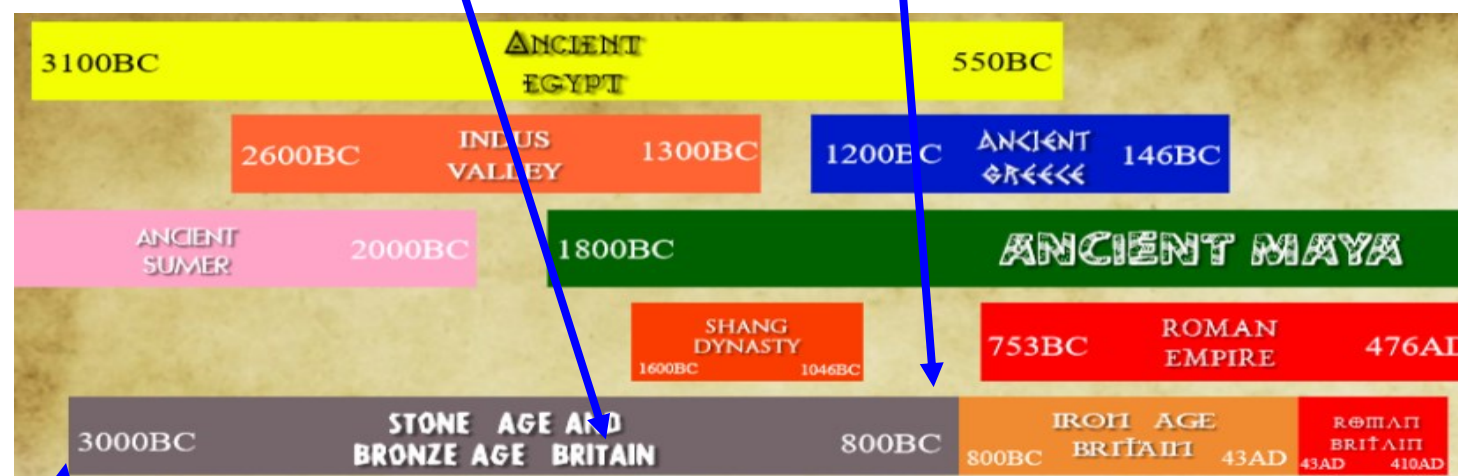 3100BC
ANCIENT
EGYPT
550BC
2600BC
INDUS
VALLEY
1300BC
1200BC
ANCIENT
GREECE
146BC
ANCIENT
SUMER
2000BC
1800BC
ANCIENT MAYA
SHANG
DYNASTY
1600BC
1046BC
753BC
ROMAN
EMPIRE
476AD
3000BC
STONE AGE AND
BRONZE AGE BRITAIN
800BC
IRON AGE
BRITAIN
800BC
43AD
ROMAN
BRITAIN
43AD
410AD